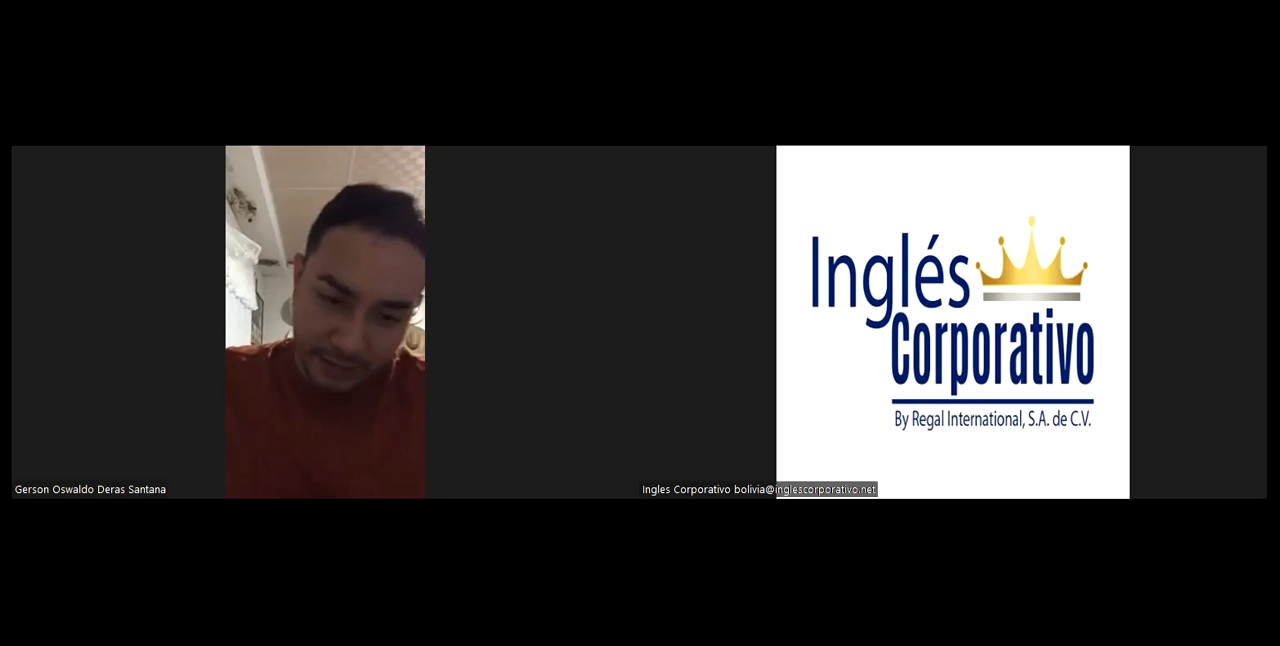 Inglés
Corporativo
By Regal International, S.A. de C.V.
Gerson Oswaldo Deras Santana
Ingles Corporativo bolivia@inglescorporativo.net